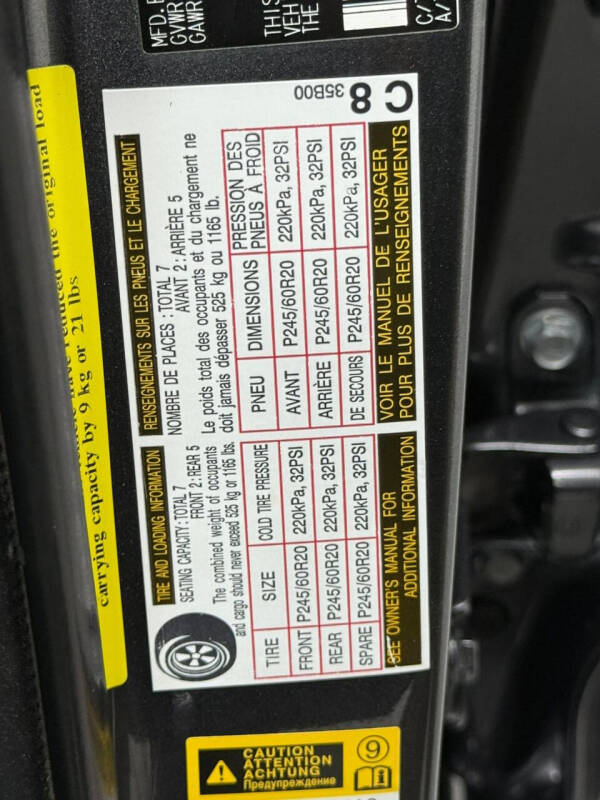 MFD. B
GVWR
GAWR
THIS
VEH
THE
C/
A/
the original load
carrying capacity by 9 kg or 21 lbs
TIRE AND LOADING INFORMATION
SEATING CAPACITY : TOTAL 7
FRONT 2 : REAR 5
The combined weight of occupants
and cargo should never exceed 525 kg or 1165 lbs.
TIRE SIZE COLD TIRE PRESSURE
FRONT P245/60R20 220kPa, 32PSI
REAR P245/60R20 220kPa, 32PSI
SPARE P245/60R20 220kPa, 32PSI
SEE OWNER'S MANUAL FOR
ADDITIONAL INFORMATION
RENSEIGNEMENTS SUR LES PNEUS ET LE CHARGEMENT
NOMBRE DE PLACES : TOTAL 7
AVANT 2 : ARRIÈRE 5
Le poids total des occupants et du chargement ne
doit jamais dépasser 525 kg ou 1165 lb.
PNEU DIMENSIONS PRESSION DES
PNEUS À FROID
AVANT P245/60R20 220kPa, 32PSI
ARRIÈRE P245/60R20 220kPa, 32PSI
DE SECOURS P245/60R20 220kPa, 32PSI
VOIR LE MANUEL DE L'USAGER
POUR PLUS DE RENSEIGNEMENTS
35B00
C 8
CAUTION
ATTENTION
ACHTUNG
Предупреждение
9